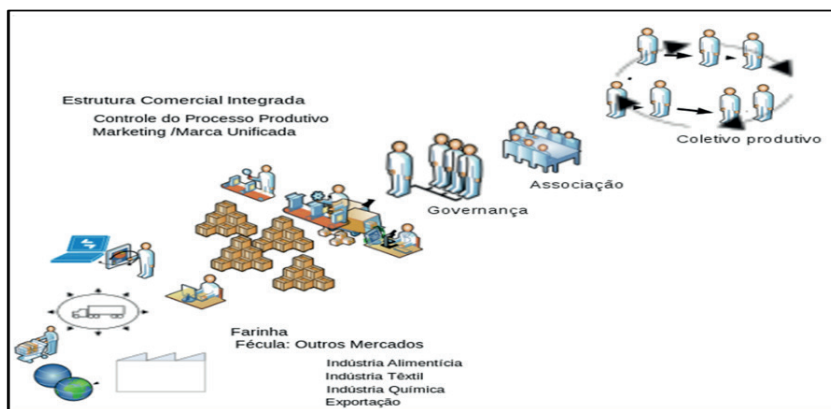 Estrutura Comercial Integrada
Controle do Processo Produtivo
Marketing /Marca Unificada
Coletivo produtivo
Associação
Governança
Farinha
Fécula: Outros Mercados
Indústria Alimentícia
Indústria Têxtil
Indústria Química
Exportação